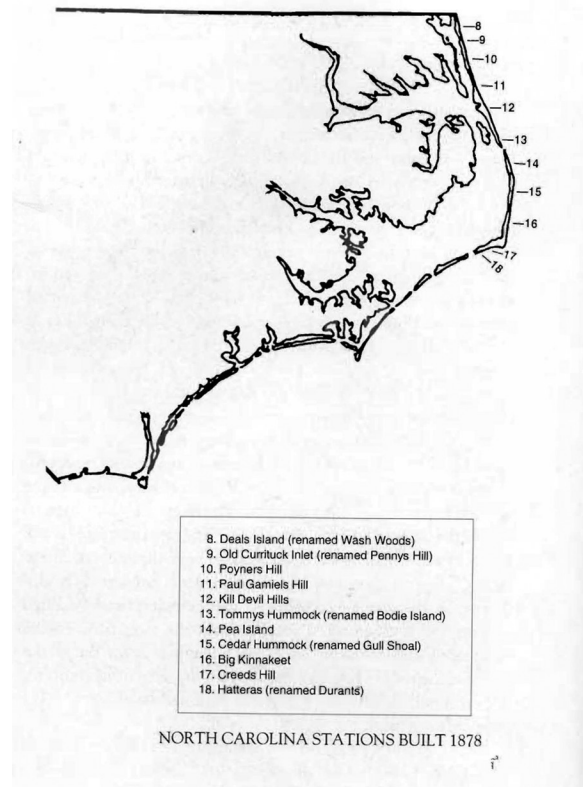 8
9
10
11
12
13
14
15
16
17
18
8. Deals Island (renamed Wash Woods)
9. Old Currituck Inlet (renamed Pennys Hill)
10. Poyners Hill
11. Paul Gamiels Hill
12. Kill Devil Hills
13. Tommys Hummock (renamed Bodie Island)
14. Pea Island
15. Cedar Hummock (renamed Gull Shoal)
16. Big Kinnakeet
17. Creeds Hill
18. Hatteras (renamed Durants)
NORTH CAROLINA STATIONS BUILT 1878